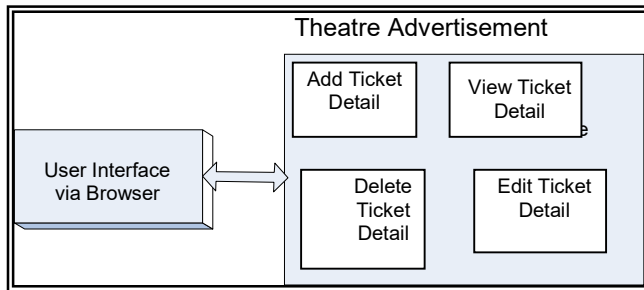 Theatre Advertisement
Add Ticket
Detail
View Ticket
Detail
User Interface
via Browser
Delete
Ticket
Detail
Edit Ticket
Detail